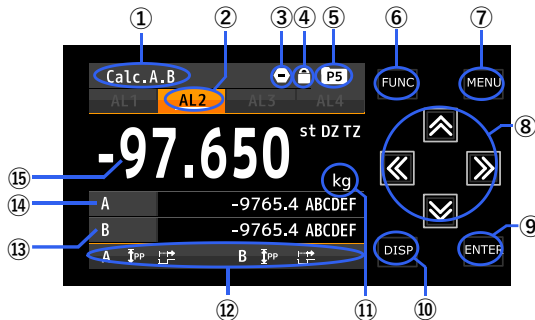 ① ② ③ ④ ⑤ ⑥ ⑦
Calc.A.B P5 FUNC MENU
AL1 AL2 AL3 AL4
-97.650 st DZ TZ
⑧
⑮ kg
⑭ A -9765.4 ABCDEF
⑬ B -9765.4 ABCDEF
⑨
A PP B PP DISP ENTER
⑫ ⑪ ⑩